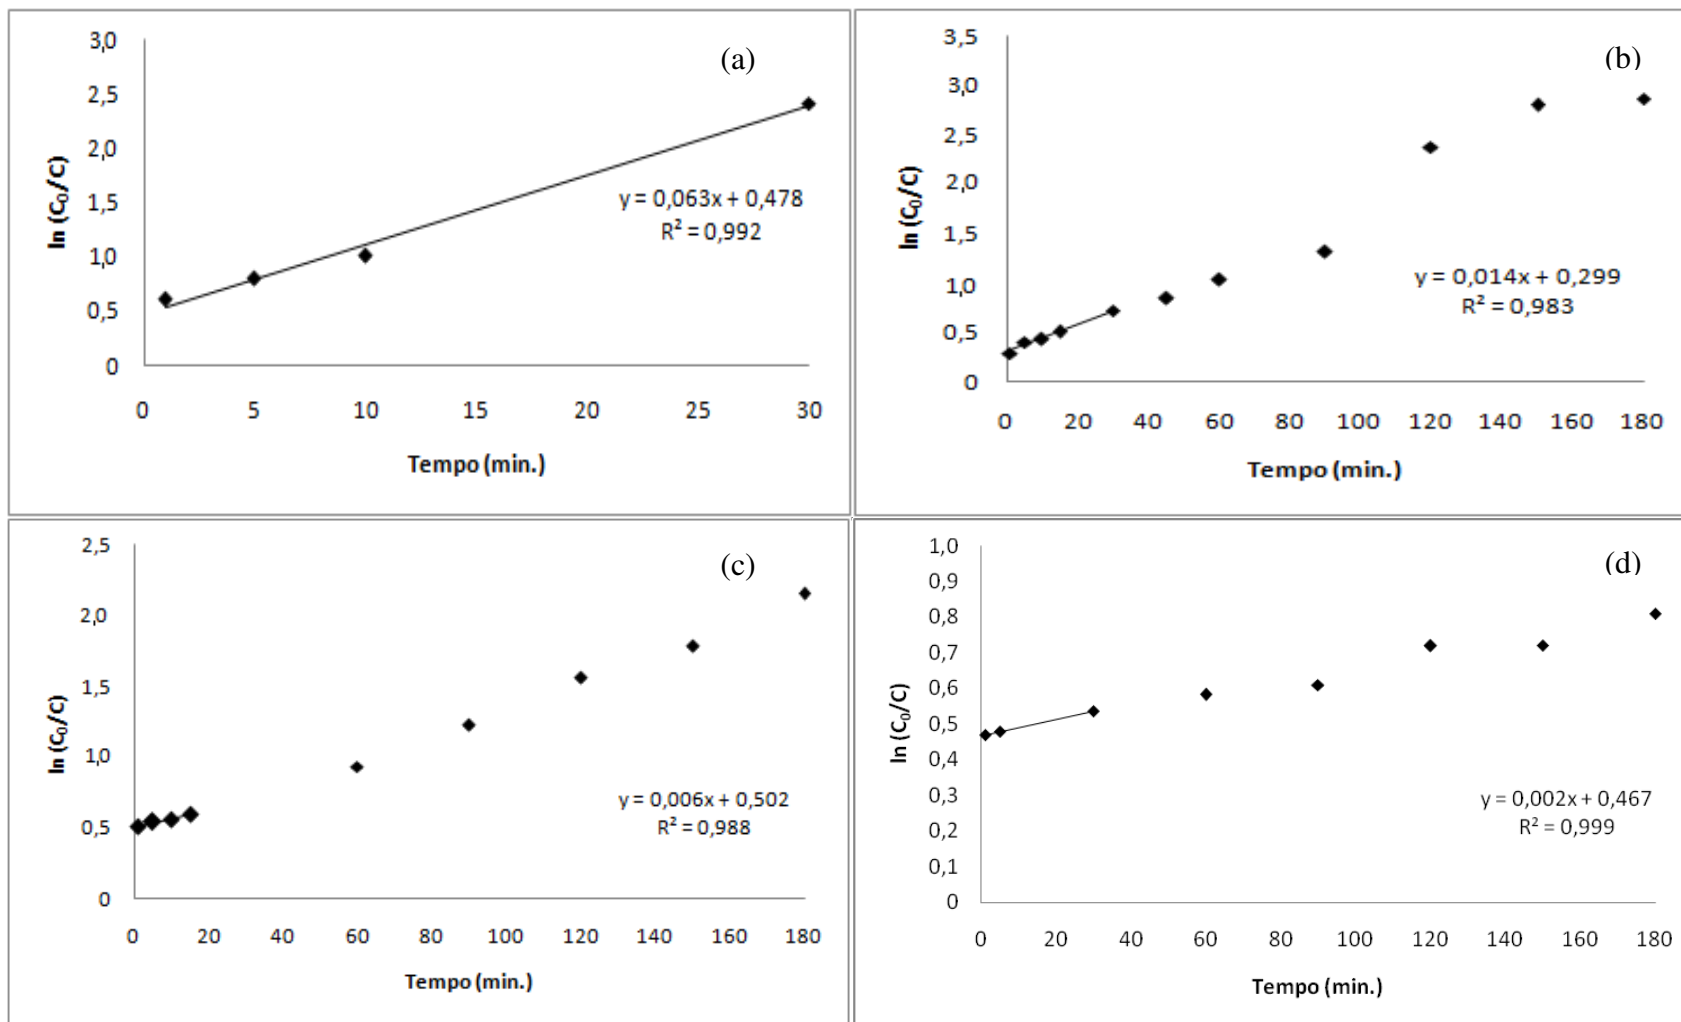 (a)
3,0
2,5
2,0
1,5
1,0
0,5
0
ln (C₀/C)
y = 0,063x + 0,478
R² = 0,992
0 5 10 15 20 25 30
Tempo (min.)
(b)
3,5
3,0
2,5
2,0
1,5
1,0
0,5
0
ln (C₀/C)
y = 0,014x + 0,299
R² = 0,983
0 20 40 60 80 100 120 140 160 180
Tempo (min.)
(c)
2,5
2,0
1,5
1,0
0,5
0
ln (C₀/C)
y = 0,006x + 0,502
R² = 0,988
0 20 40 60 80 100 120 140 160 180
Tempo (min.)
(d)
1,0
0,9
0,8
0,7
0,6
0,5
0,4
0,3
0,2
0,1
0
ln (C₀/C)
y = 0,002x + 0,467
R² = 0,999
0 20 40 60 80 100 120 140 160 180
Tempo (min.)